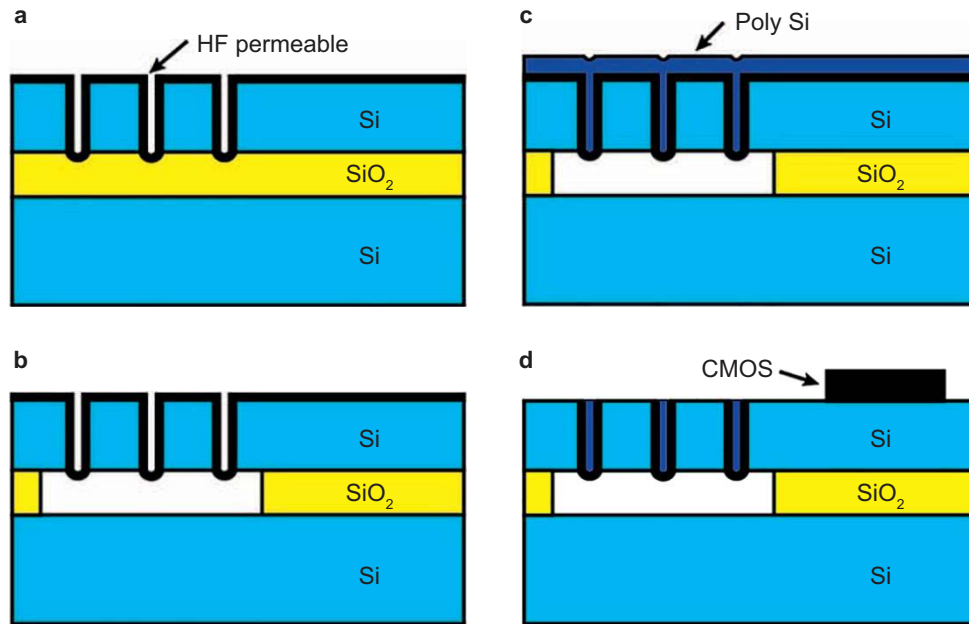 a
HF permeable
Si
SiO₂
Si
b
Si
SiO₂
Si
c
Poly Si
Si
SiO₂
Si
d
CMOS
Si
SiO₂
Si